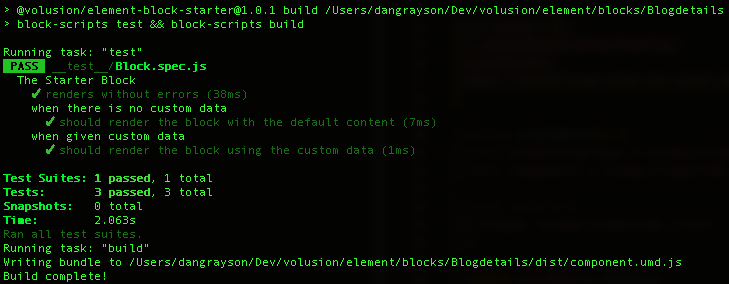 > @volusion/element-block-starter@1.0.1 build /Users/dangrayson/Dev/volusion/element/blocks/Blogdetails
> block-scripts test && block-scripts build
Running task: "test"
PASS __test__/Block.spec.js
The Starter Block
✓ renders without errors (38ms)
when there is no custom data
✓ should render the block with the default content (7ms)
when given custom data
✓ should render the block using the custom data (1ms)
Test Suites: 1 passed, 1 total
Tests: 3 passed, 3 total
Snapshots: 0 total
Time: 2.063s
Ran all test suites.
Running task: "build"
Writing bundle to /Users/dangrayson/Dev/volusion/element/blocks/Blogdetails/dist/component.umd.js
Build complete!